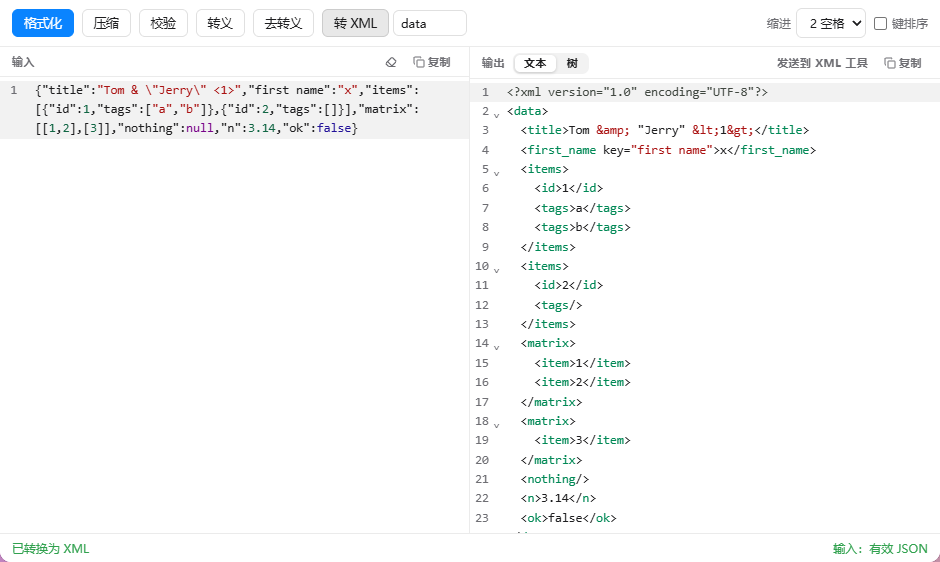 格式化 压缩 校验 转义 去转义 转 XML data 缩进 2 空格 键排序
输入 复制
1 {"title":"Tom & \"Jerry\" <1>","first name":"x","items":
[{"id":1,"tags":["a","b"]},{"id":2,"tags":[]}],"matrix":
[[1,2],[3]],"nothing":null,"n":3.14,"ok":false}
输出 文本 树 发送到 XML 工具 复制
1 <?xml version="1.0" encoding="UTF-8"?>
2 <data>
3 <title>Tom &amp; "Jerry" &lt;1&gt;</title>
4 <first_name key="first name">x</first_name>
5 <items>
6 <id>1</id>
7 <tags>a</tags>
8 <tags>b</tags>
9 </items>
10 <items>
11 <id>2</id>
12 <tags/>
13 </items>
14 <matrix>
15 <item>1</item>
16 <item>2</item>
17 </matrix>
18 <matrix>
19 <item>3</item>
20 </matrix>
21 <nothing/>
22 <n>3.14</n>
23 <ok>false</ok>
已转换为 XML 输入：有效 JSON